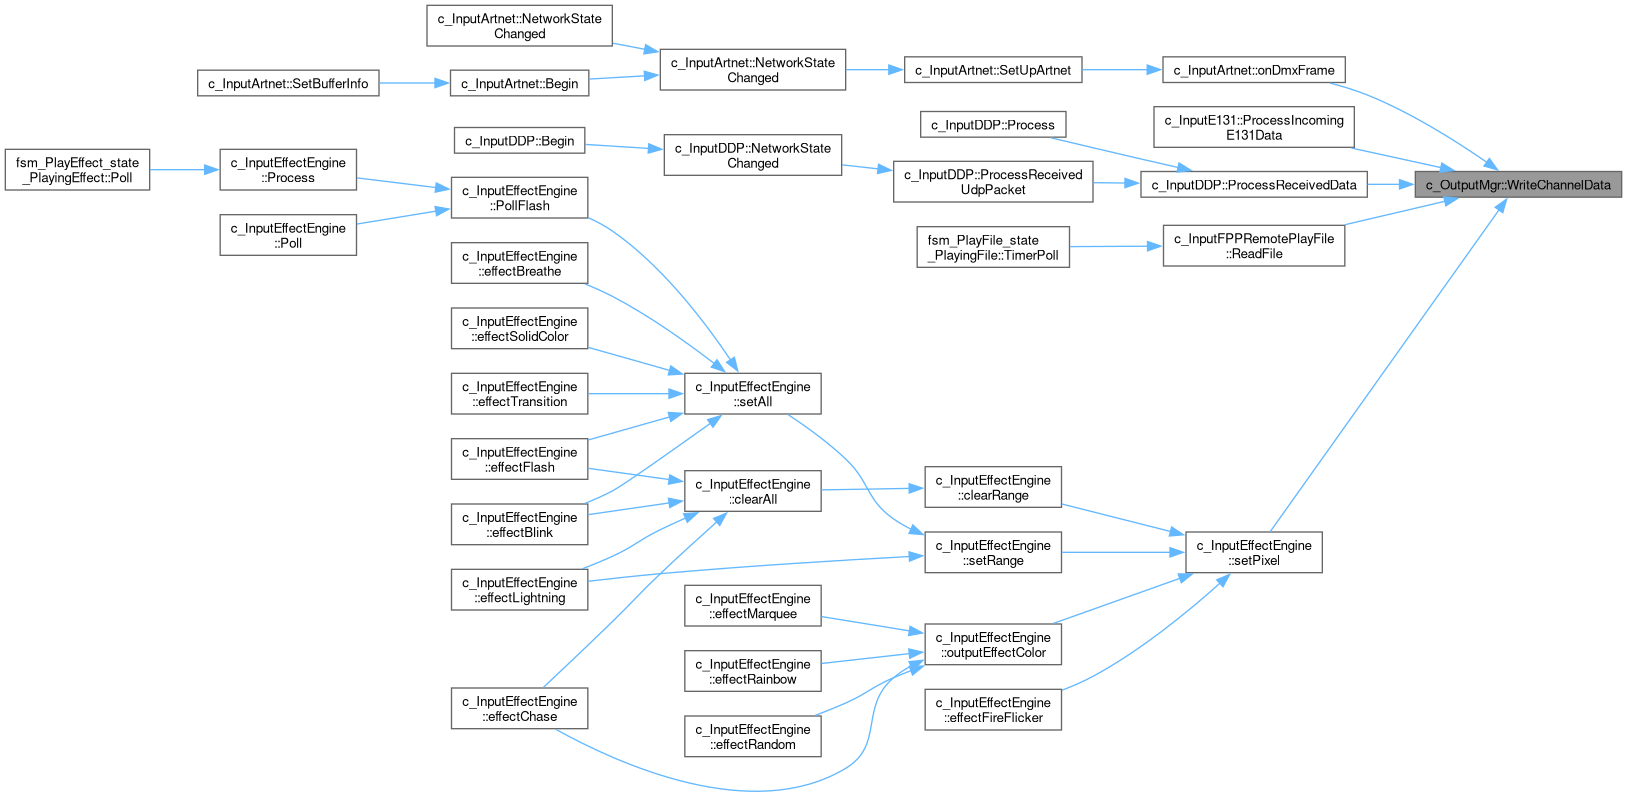 c_InputArtnet::NetworkState
Changed
c_InputArtnet::SetBufferInfo
c_InputArtnet::Begin
c_InputArtnet::NetworkState
Changed
c_InputArtnet::SetUpArtnet
c_InputArtnet::onDmxFrame
c_InputDDP::Process
c_InputE131::ProcessIncoming
E131Data
fsm_PlayEffect_state
_PlayingEffect::Poll
c_InputEffectEngine
::Process
c_InputDDP::Begin
c_InputDDP::NetworkState
Changed
c_InputDDP::ProcessReceived
UdpPacket
c_InputDDP::ProcessReceivedData
c_OutputMgr::WriteChannelData
c_InputEffectEngine
::Poll
c_InputEffectEngine
::PollFlash
fsm_PlayFile_state
_PlayingFile::TimerPoll
c_InputFPPRemotePlayFile
::ReadFile
c_InputEffectEngine
::effectBreathe
c_InputEffectEngine
::effectSolidColor
c_InputEffectEngine
::effectTransition
c_InputEffectEngine
::setAll
c_InputEffectEngine
::effectFlash
c_InputEffectEngine
::clearAll
c_InputEffectEngine
::clearRange
c_InputEffectEngine
::effectBlink
c_InputEffectEngine
::setRange
c_InputEffectEngine
::setPixel
c_InputEffectEngine
::effectLightning
c_InputEffectEngine
::effectMarquee
c_InputEffectEngine
::outputEffectColor
c_InputEffectEngine
::effectRainbow
c_InputEffectEngine
::effectChase
c_InputEffectEngine
::effectRandom
c_InputEffectEngine
::effectFireFlicker